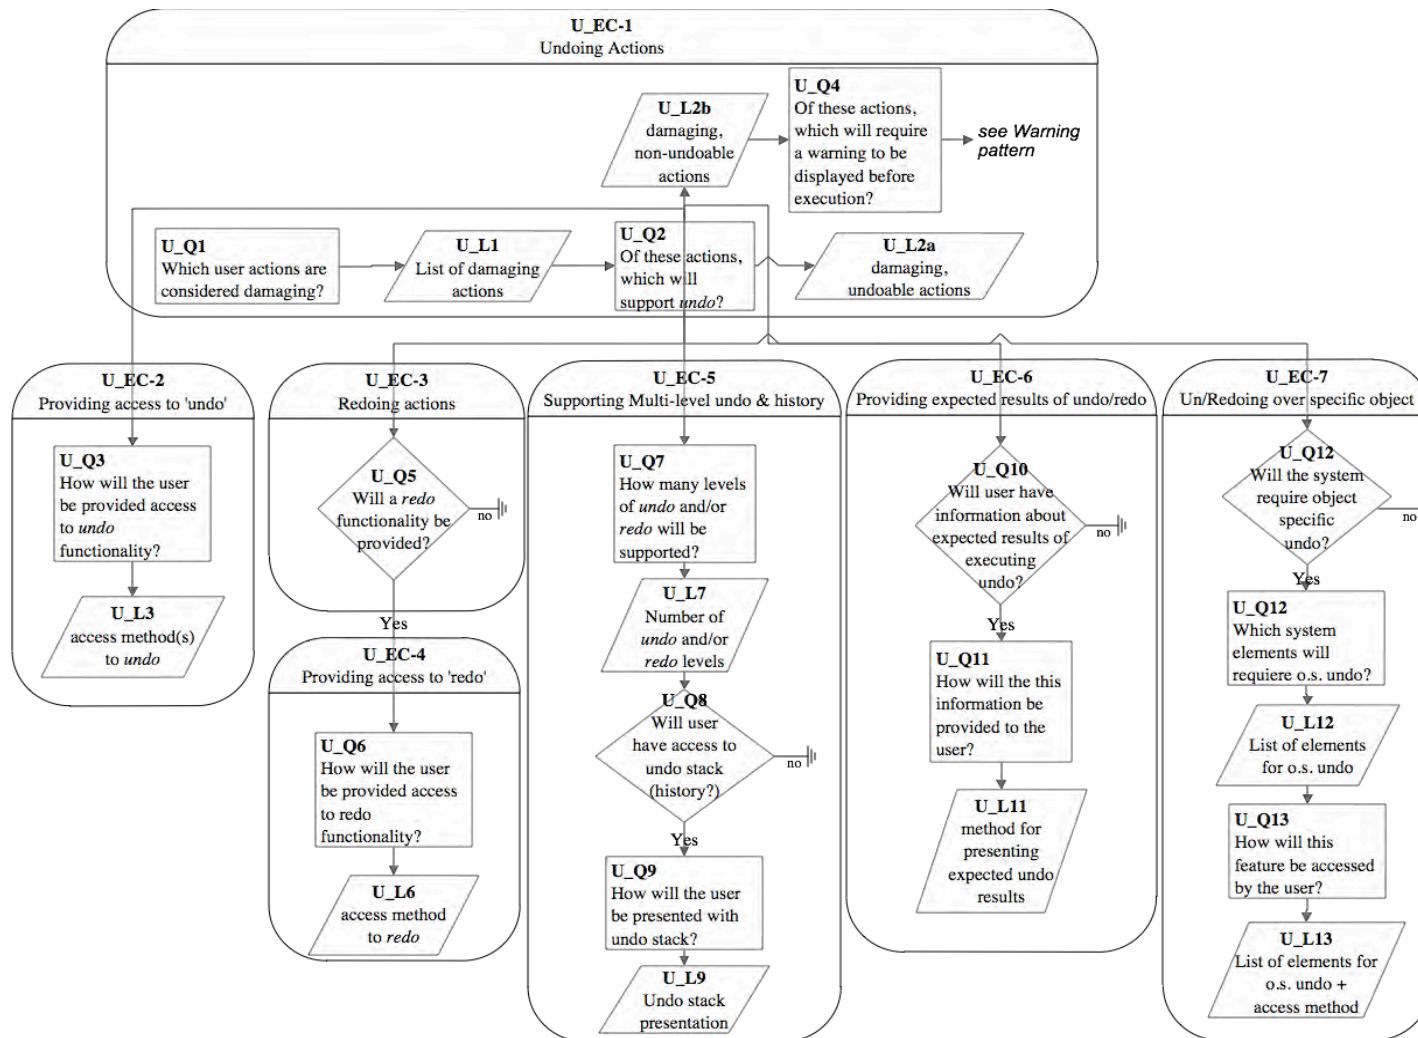 U_EC-1
Undoing Actions
U_L2b
damaging,
non-undoable
actions
U_Q4
Of these actions,
which will require
a warning to be
displayed before
execution?
see Warning
pattern
U_Q1
Which user actions are
considered damaging?
U_L1
List of damaging
actions
U_Q2
Of these actions,
which will
support undo?
U_L2a
damaging,
undoable actions
U_EC-2
Providing access to 'undo'
U_Q3
How will the user
be provided access
to undo
functionality?
U_L3
access method(s)
to undo
U_EC-3
Redoing actions
U_Q5
Will a redo
functionality be
provided?
no
Yes
U_EC-4
Providing access to 'redo'
U_Q6
How will the user
be provided access
to redo
functionality?
U_L6
access method
to redo
U_EC-5
Supporting Multi-level undo & history
U_Q7
How many levels
of undo and/or
redo will be
supported?
U_L7
Number of
undo and/or
redo levels
U_Q8
Will user
have access to
undo stack
(history?)
no
Yes
U_Q9
How will the user
be presented with
undo stack?
U_L9
Undo stack
presentation
U_EC-6
Providing expected results of undo/redo
U_Q10
Will user have
information about
expected results of
executing
undo?
no
Yes
U_Q11
How will the this
information be
provided to the
user?
U_L11
method for
presenting
expected undo
results
U_EC-7
Un/Redoing over specific object
U_Q12
Will the system
require object
specific
undo?
no
Yes
U_Q12
Which system
elements will
requiere o.s. undo?
U_L12
List of elements
for o.s. undo
U_Q13
How will this
feature be accessed
by the user?
U_L13
List of elements for
o.s. undo +
access method